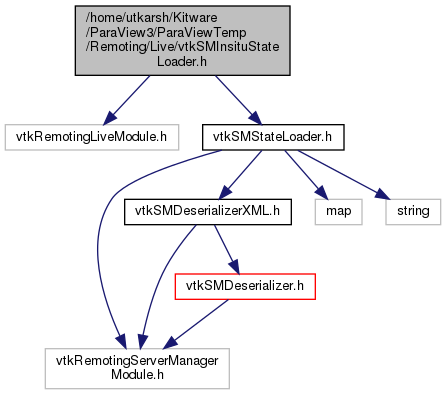 /home/utkarsh/Kitware
/ParaView3/ParaViewTemp
/Remoting/Live/vtkSMInsituState
Loader.h
vtkRemotingLiveModule.h
vtkSMStateLoader.h
vtkSMDeserializerXML.h
map
string
vtkSMDeserializer.h
vtkRemotingServerManager
Module.h